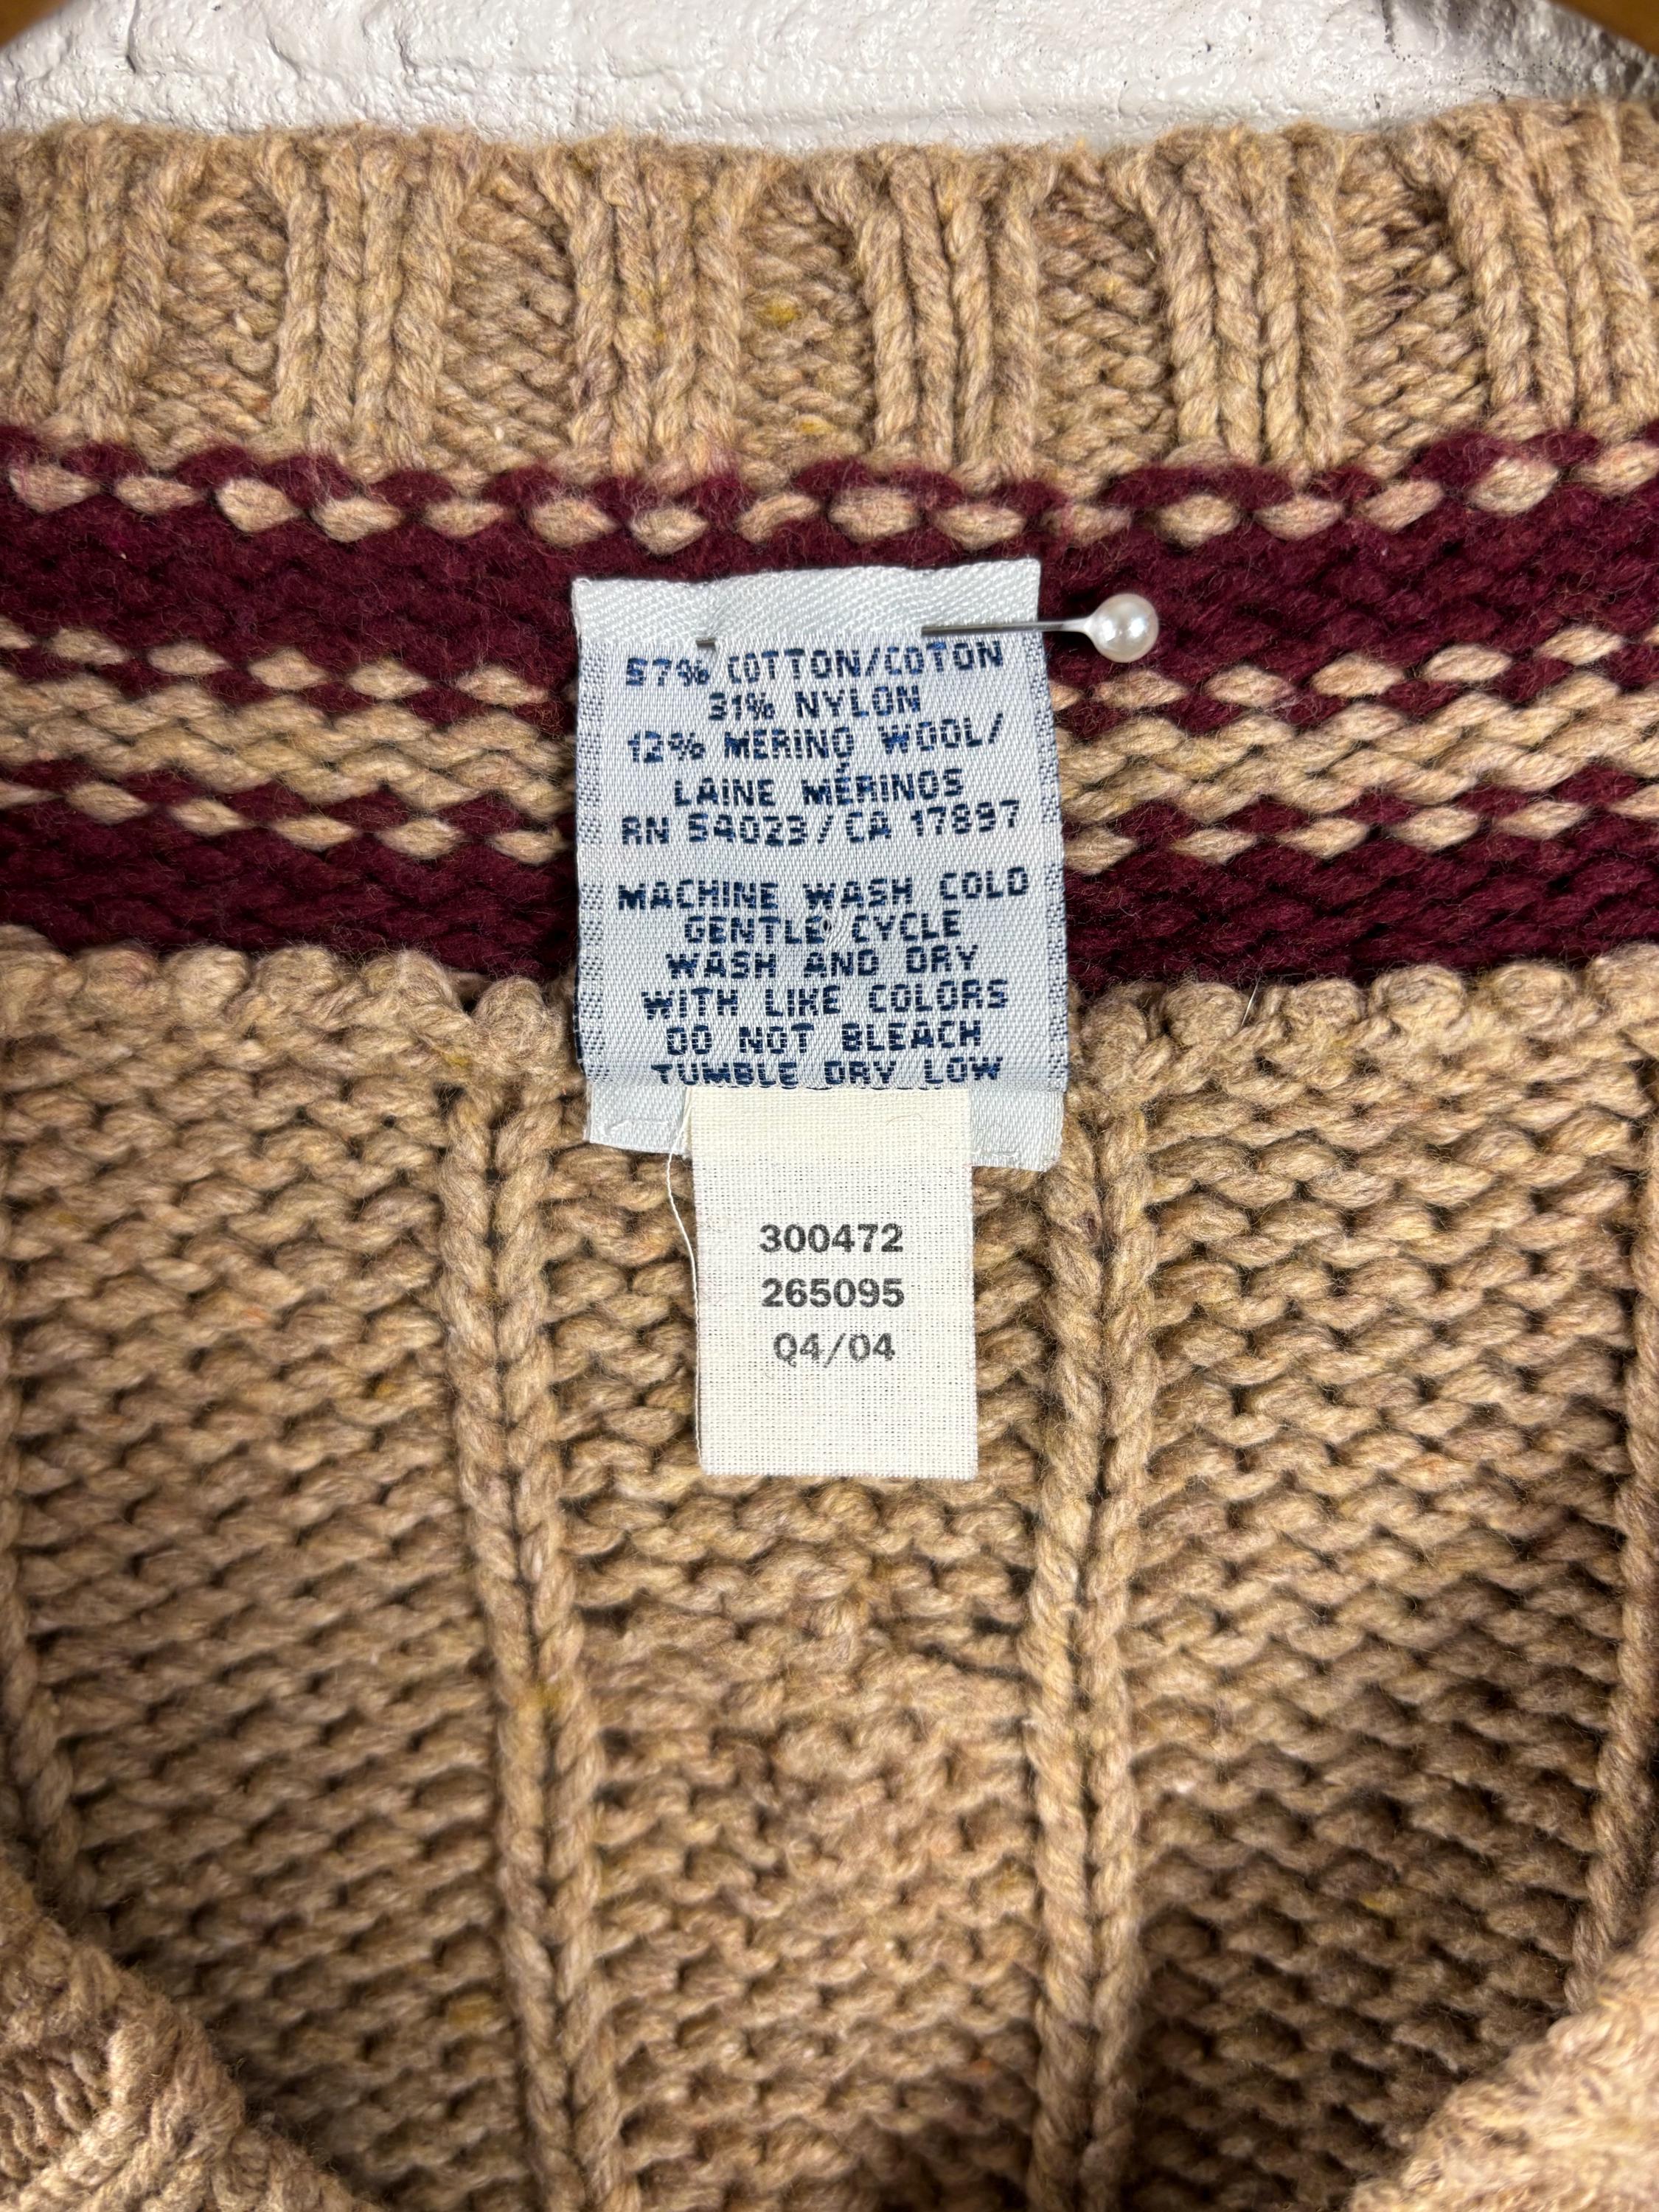 57% COTTON/COTON
31% NYLON
12% MERINO WOOL/
LAINE MÉRINOS
RN 54023/CA 17897
MACHINE WASH COLD
GENTLE CYCLE
WASH AND DRY
WITH LIKE COLORS
DO NOT BLEACH
TUMBLE DRY LOW
300472
265095
Q4/04